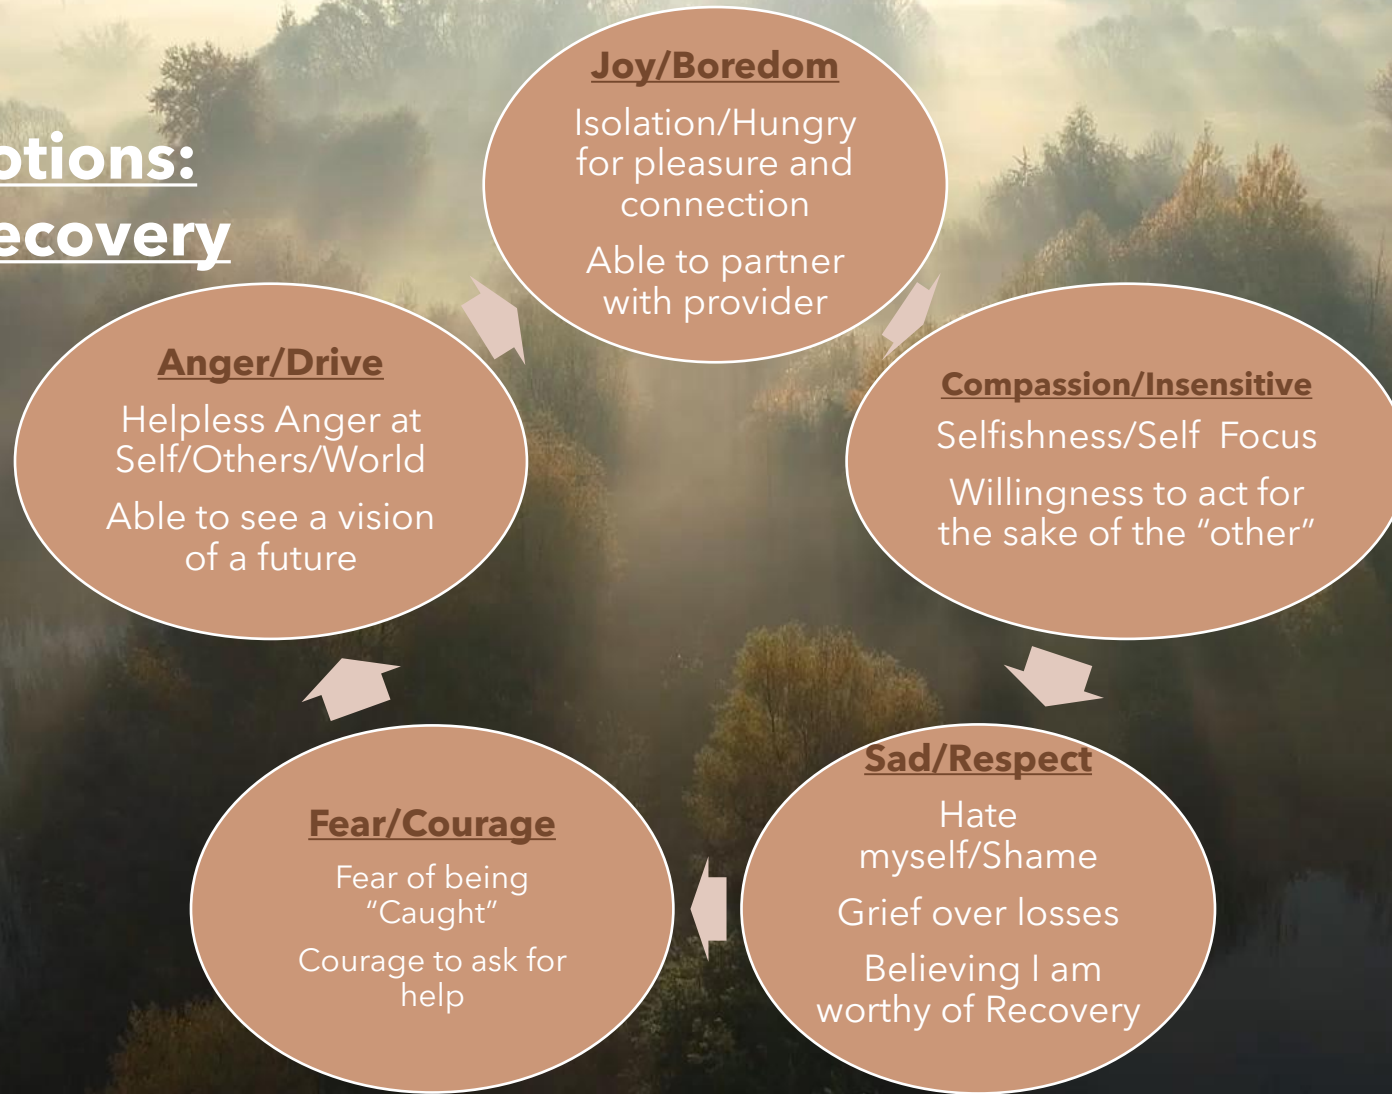 otions:
ecovery
Joy/Boredom
Isolation/Hungry
for pleasure and
connection
Able to partner
with provider
Compassion/Insensitive
Selfishness/Self Focus
Willingness to act for
the sake of the “other”
Sad/Respect
Hate
myself/Shame
Grief over losses
Believing I am
worthy of Recovery
Fear/Courage
Fear of being
“Caught”
Courage to ask for
help
Anger/Drive
Helpless Anger at
Self/Others/World
Able to see a vision
of a future